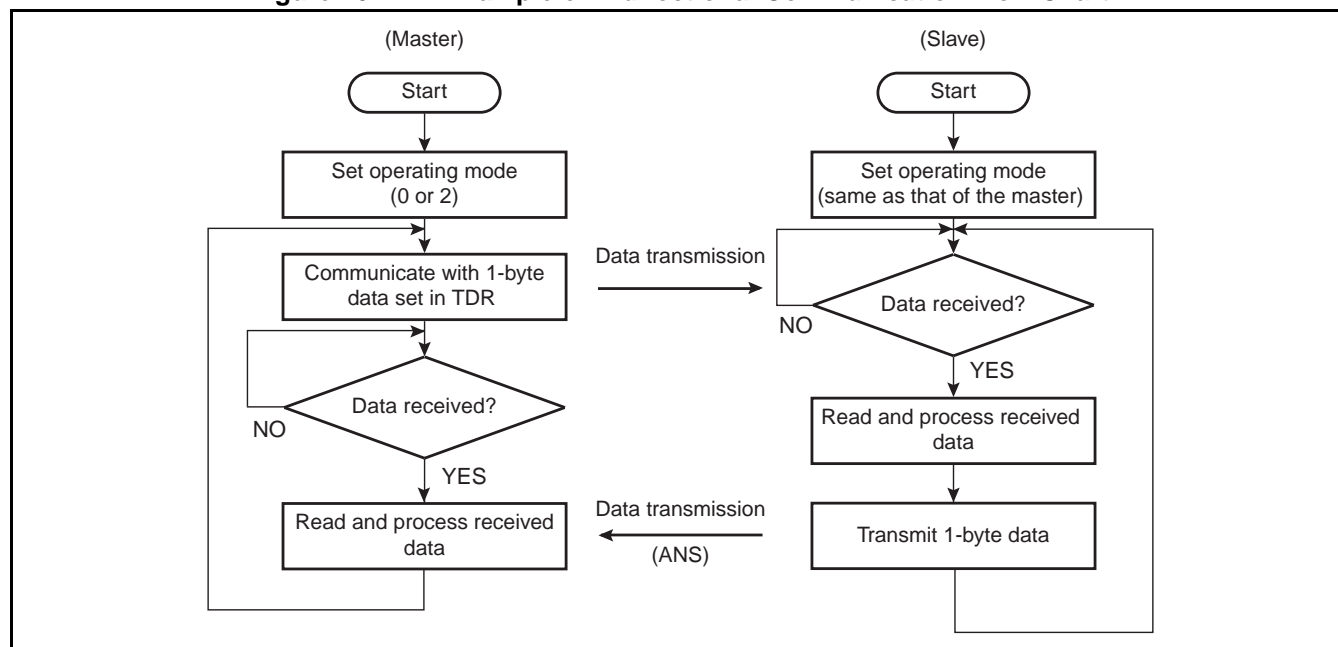 (Master)
Start
Set operating mode
(0 or 2)
Communicate with 1-byte
data set in TDR
Data received?
NO
YES
Read and process received
data
Data transmission
Data transmission
(ANS)
(Slave)
Start
Set operating mode
(same as that of the master)
Data received?
NO
YES
Read and process received
data
Transmit 1-byte data